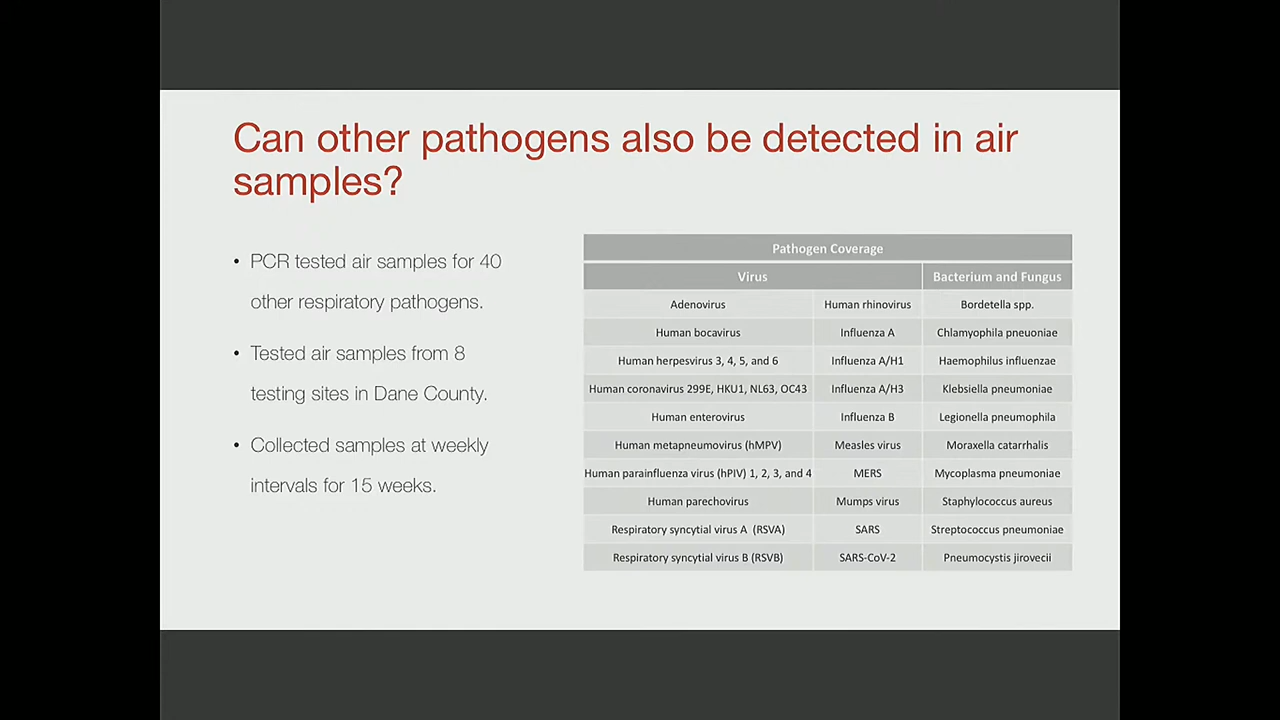 Can other pathogens also be detected in air
samples?
• PCR tested air samples for 40
other respiratory pathogens.
• Tested air samples from 8
testing sites in Dane County.
• Collected samples at weekly
intervals for 15 weeks.
Pathogen Coverage
Virus Bacterium and Fungus
Adenovirus Human rhinovirus Bordetella spp.
Human bocavirus Influenza A Chlamyophila pneuoniae
Human herpesvirus 3, 4, 5, and 6 Influenza A/H1 Haemophilus influenzae
Human coronavirus 299E, HKU1, NL63, OC43 Influenza A/H3 Klebsiella pneumoniae
Human enterovirus Influenza B Legionella pneumophila
Human metapneumovirus (hMPV) Measles virus Moraxella catarrhalis
Human parainfluenza virus (hPIV) 1, 2, 3, and 4 MERS Mycoplasma pneumoniae
Human parechovirus Mumps virus Staphylococcus aureus
Respiratory syncytial virus A (RSVA) SARS Streptococcus pneumoniae
Respiratory syncytial virus B (RSVB) SARS-CoV-2 Pneumocystis jirovecii